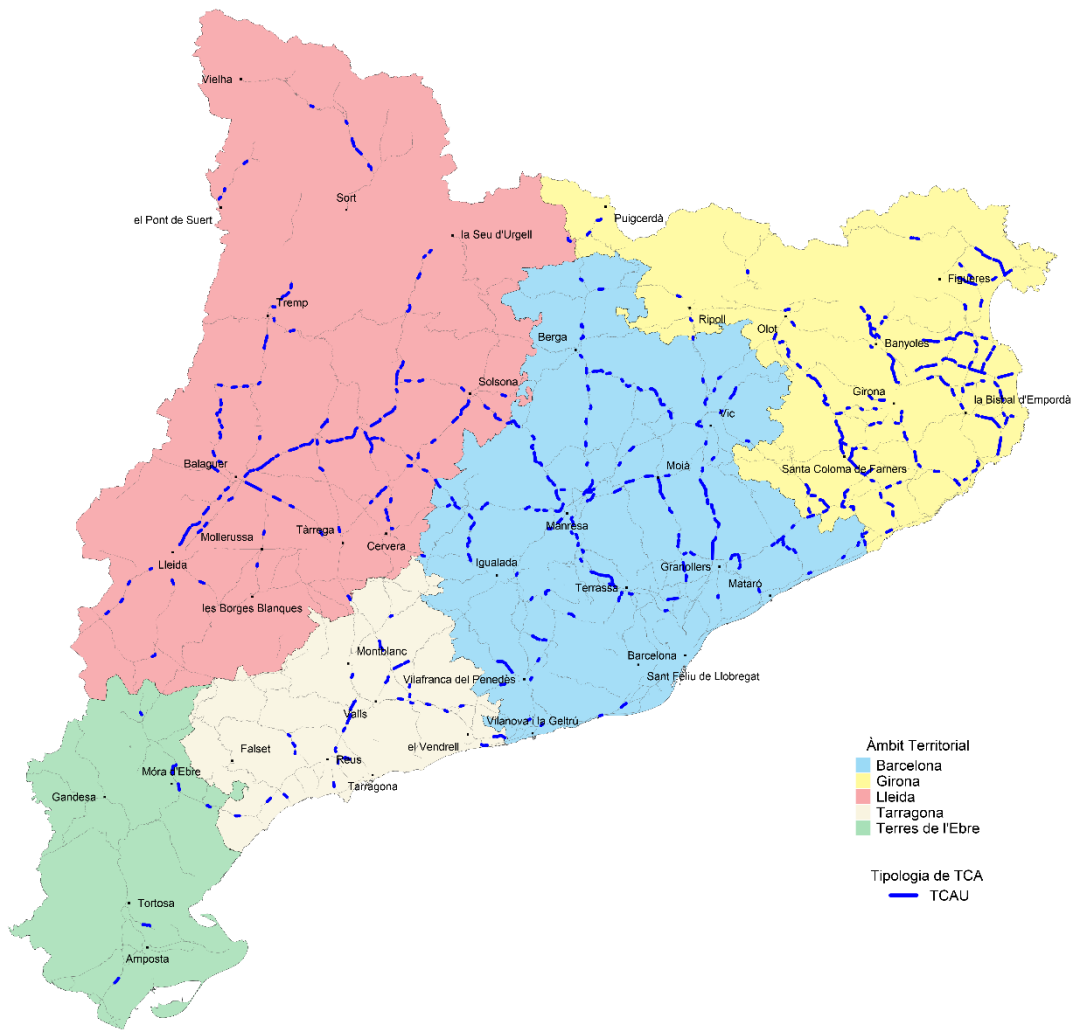 Vielha
Sort
el Pont de Suert
Puigcerdà
la Seu d'Urgell
Figueres
Tremp
Ripoll
Olot
Berga
Banyoles
Solsona
Girona
la Bisbal d'Empordà
Vic
Balaguer
Moià
Santa Coloma de Farners
Manresa
Mollerussa
Tàrrega
Cervera
Lleida
Igualada
Granollers
Terrassa
Mataró
les Borges Blanques
Montblanc
Barcelona
Vilafranca del Penedès
Sant Feliu de Llobregat
Valls
Vilanova i la Geltrú
el Vendrell
Falset
Reus
Móra d'Ebre
Tarragona
Gandesa
Tortosa
Amposta
Àmbit Territorial
Barcelona
Girona
Lleida
Tarragona
Terres de l'Ebre
Tipologia de TCA
TCAU